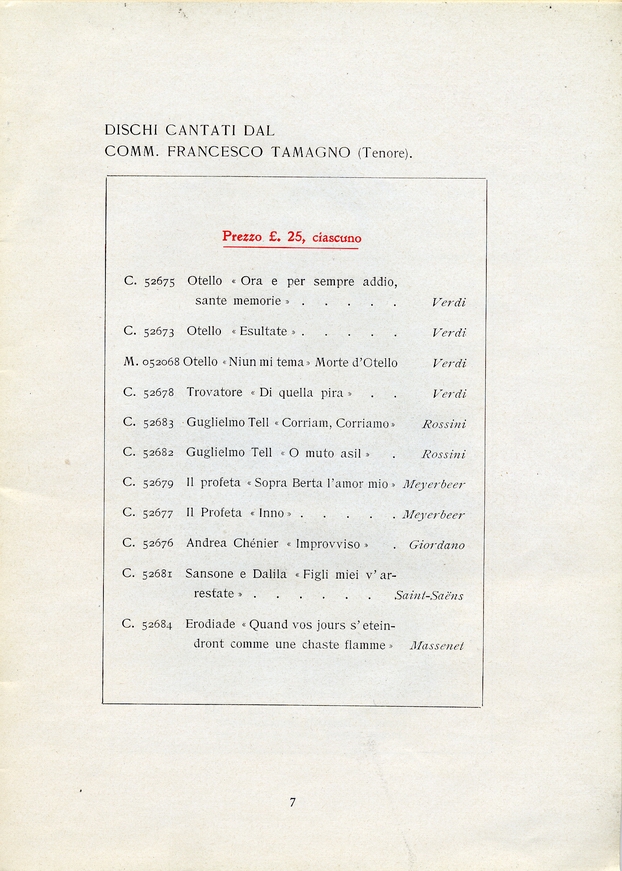 DISCHI CANTATI DAL
COMM. FRANCESCO TAMAGNO (Tenore).
Prezzo £. 25, ciascuno
C. 52675 Otello « Ora e per sempre addio,
sante memorie » . . . . . Verdi
C. 52673 Otello « Esultate » . . . . . Verdi
M. 052068 Otello « Niun mi tema » Morte d'Otello Verdi
C. 52678 Trovatore « Di quella pira » . . Verdi
C. 52683 Guglielmo Tell « Corriam, Corriamo » Rossini
C. 52682 Guglielmo Tell « O muto asil » . Rossini
C. 52679 Il profeta « Sopra Berta l'amor mio » Meyerbeer
C. 52677 Il Profeta « Inno » . . . . . Meyerbeer
C. 52676 Andrea Chénier « Improvviso » . Giordano
C. 52681 Sansone e Dalila « Figli miei v'ar-
restate » . . . . . . Saint-Saëns
C. 52684 Erodiade « Quand vos jours s'etein-
dront comme une chaste flamme » Massenet
7